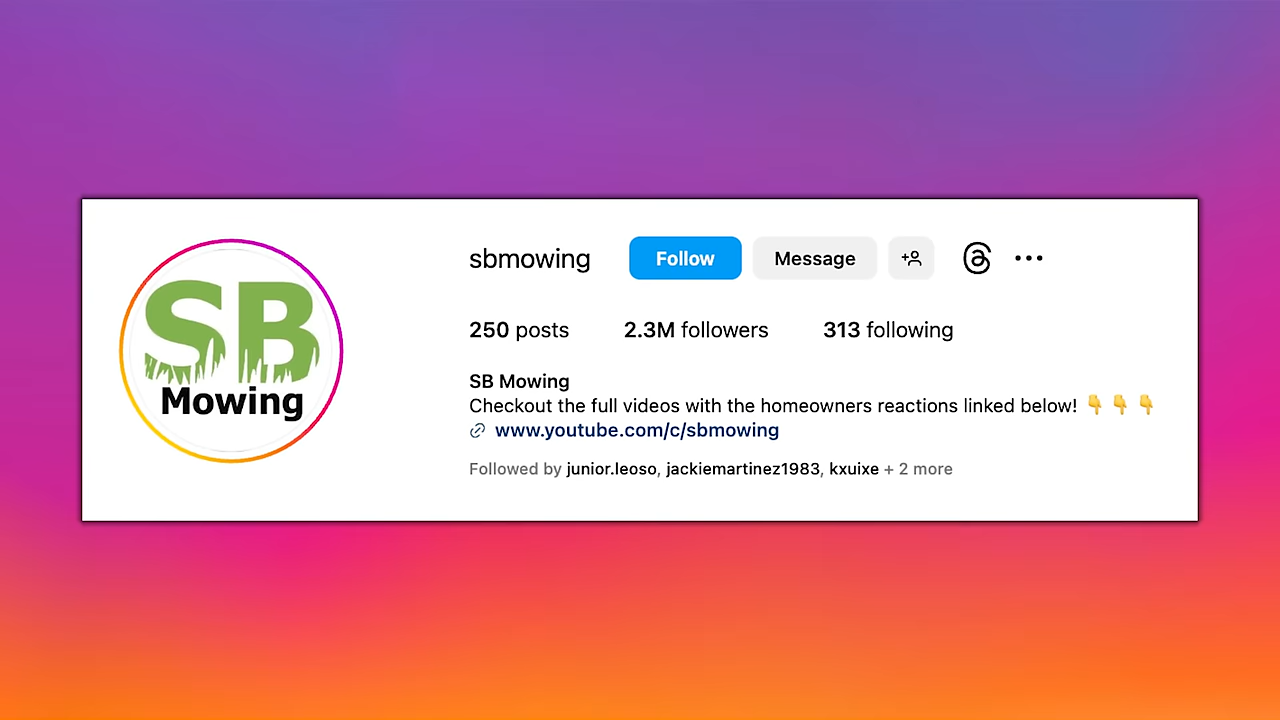 SB
Mowing
sbmowing Follow Message
250 posts 2.3M followers 313 following
SB Mowing
Checkout the full videos with the homeowners reactions linked below! 👇 👇 👇
www.youtube.com/c/sbmowing
Followed by junior.leoso, jackiemartinez1983, kxuixe + 2 more